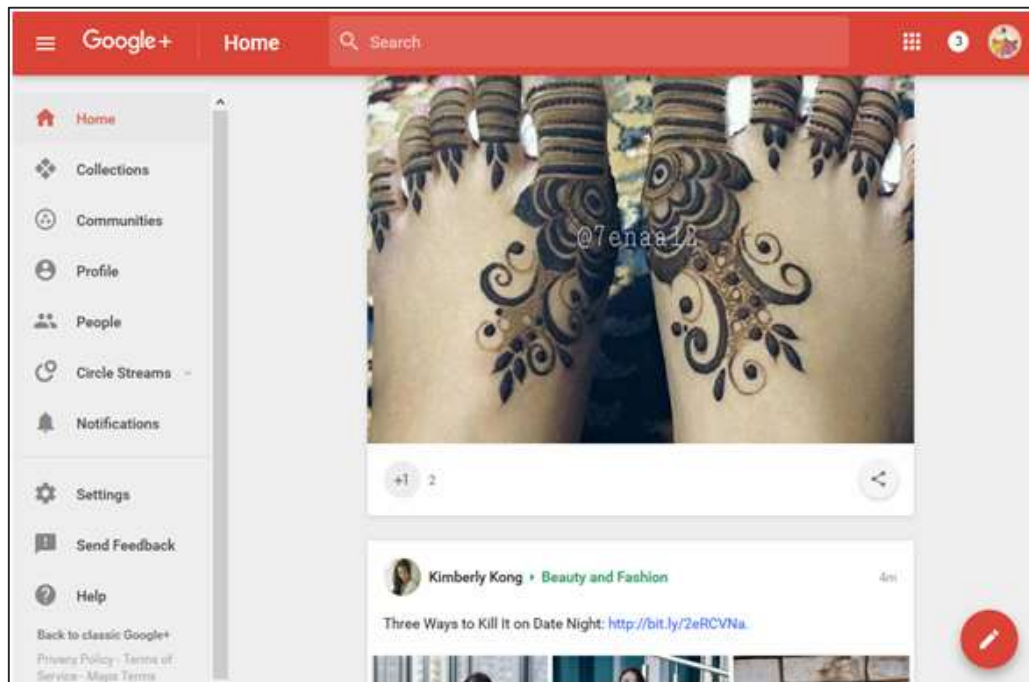 Google+
Home
Search
3
Home
Collections
Communities
Profile
People
Circle Streams
Notifications
Settings
Send Feedback
Help
Back to classic Google+
Privacy Policy - Terms of
Service - Maps Terms
@7enaa12
+1 2
Kimberly Kong ▸ Beauty and Fashion 4m
Three Ways to Kill It on Date Night: http://bit.ly/2eRCVNa.